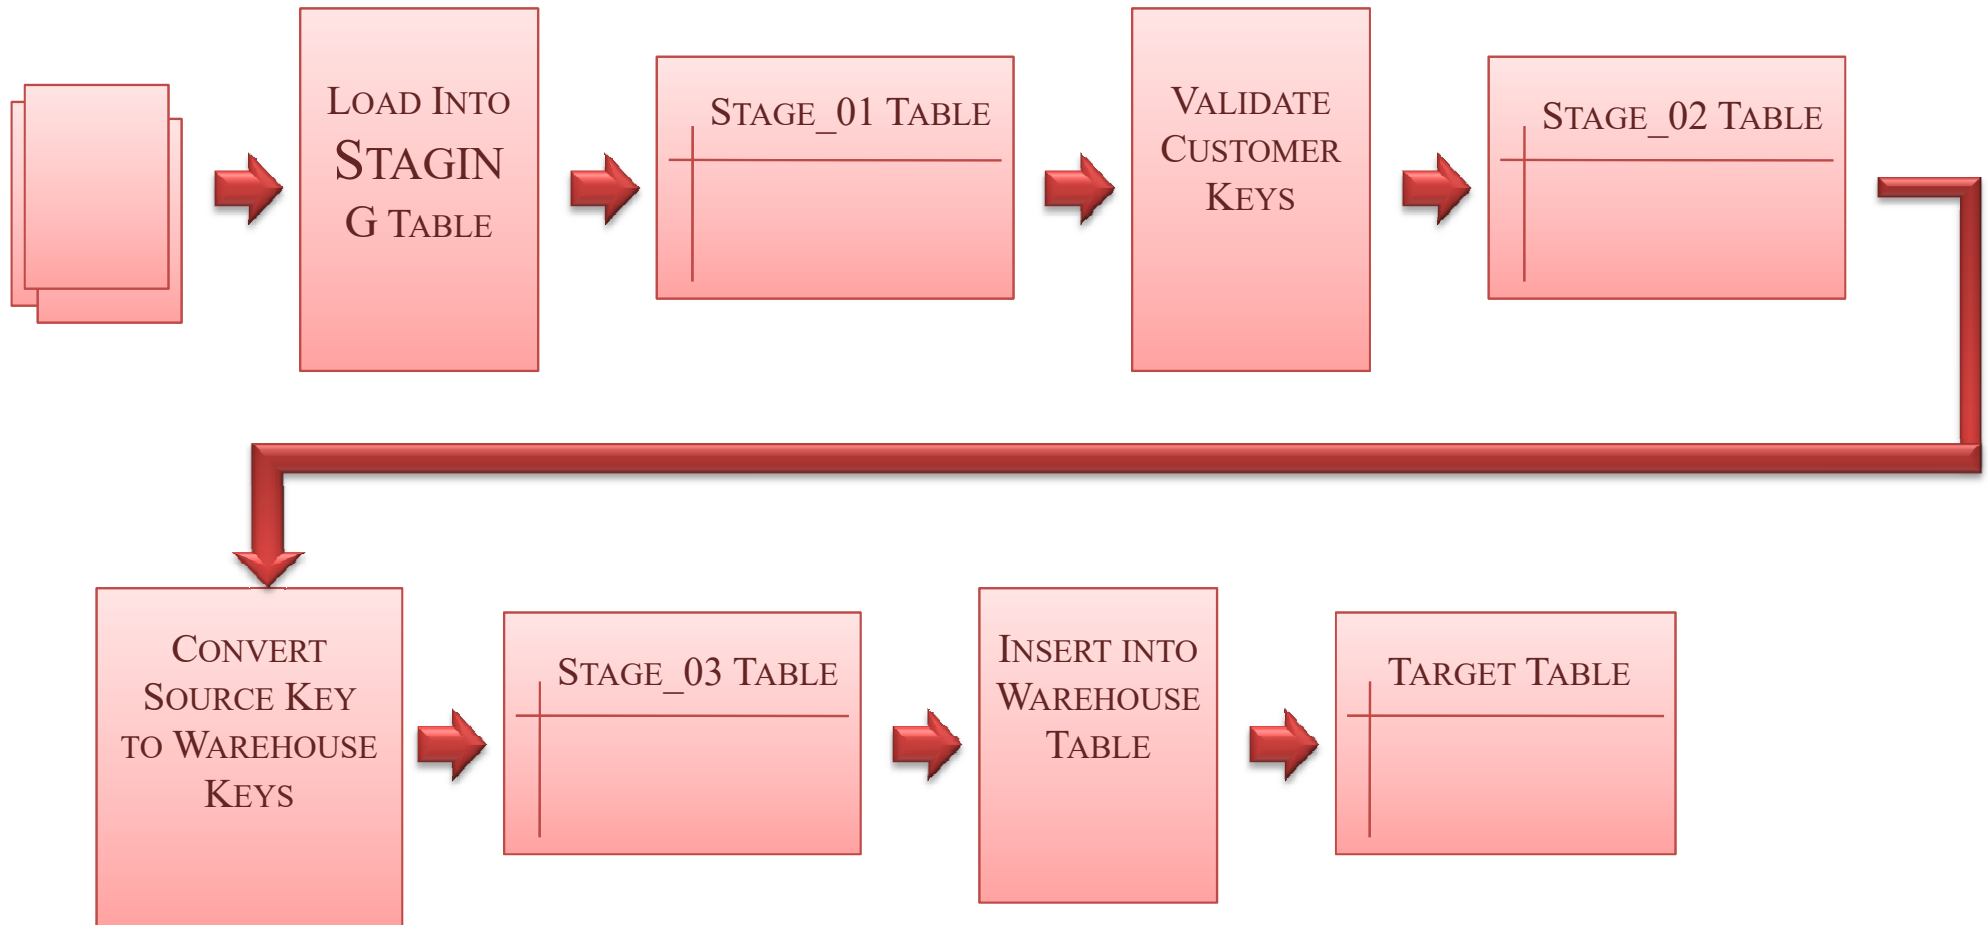 Load Into
Stagin
g Table
Stage_01 Table
Validate
Customer
Keys
Stage_02 Table
Convert
Source Key
to Warehouse
Keys
Stage_03 Table
Insert into
Warehouse
Table
Target Table